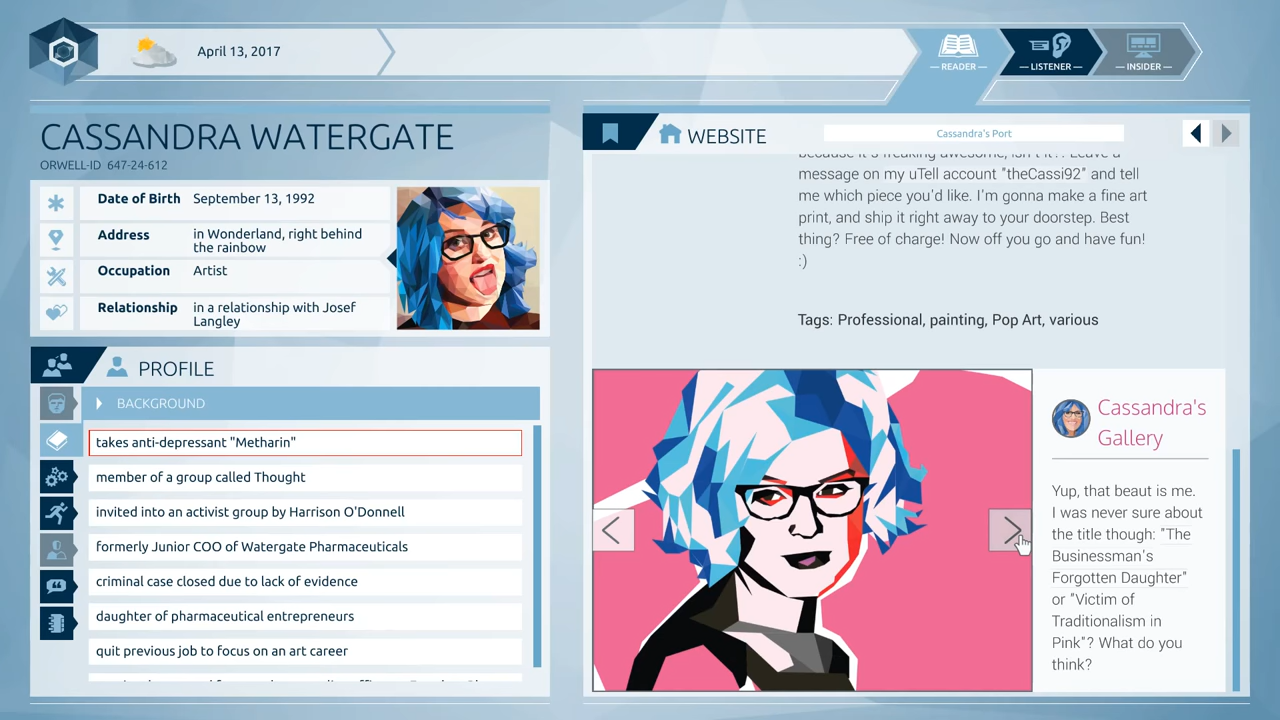 April 13, 2017
— READER —
— LISTENER —
— INSIDER —
CASSANDRA WATERGATE
ORWELL-ID 647-24-612
Date of Birth September 13, 1992
Address in Wonderland, right behind
the rainbow
Occupation Artist
Relationship in a relationship with Josef
Langley
PROFILE
BACKGROUND
takes anti-depressant "Metharin"
member of a group called Thought
invited into an activist group by Harrison O'Donnell
formerly Junior COO of Watergate Pharmaceuticals
criminal case closed due to lack of evidence
daughter of pharmaceutical entrepreneurs
quit previous job to focus on an art career
WEBSITE
Cassandra's Port
because it's freaking awesome, isn't it?! Leave a
message on my uTell account "theCassi92" and tell
me which piece you'd like. I'm gonna make a fine art
print, and ship it right away to your doorstep. Best
thing? Free of charge! Now off you go and have fun!
:)
Tags: Professional, painting, Pop Art, various
Cassandra's
Gallery
Yup, that beaut is me.
I was never sure about
the title though: "The
Businessman's
Forgotten Daughter"
or "Victim of
Traditionalism in
Pink"? What do you
think?